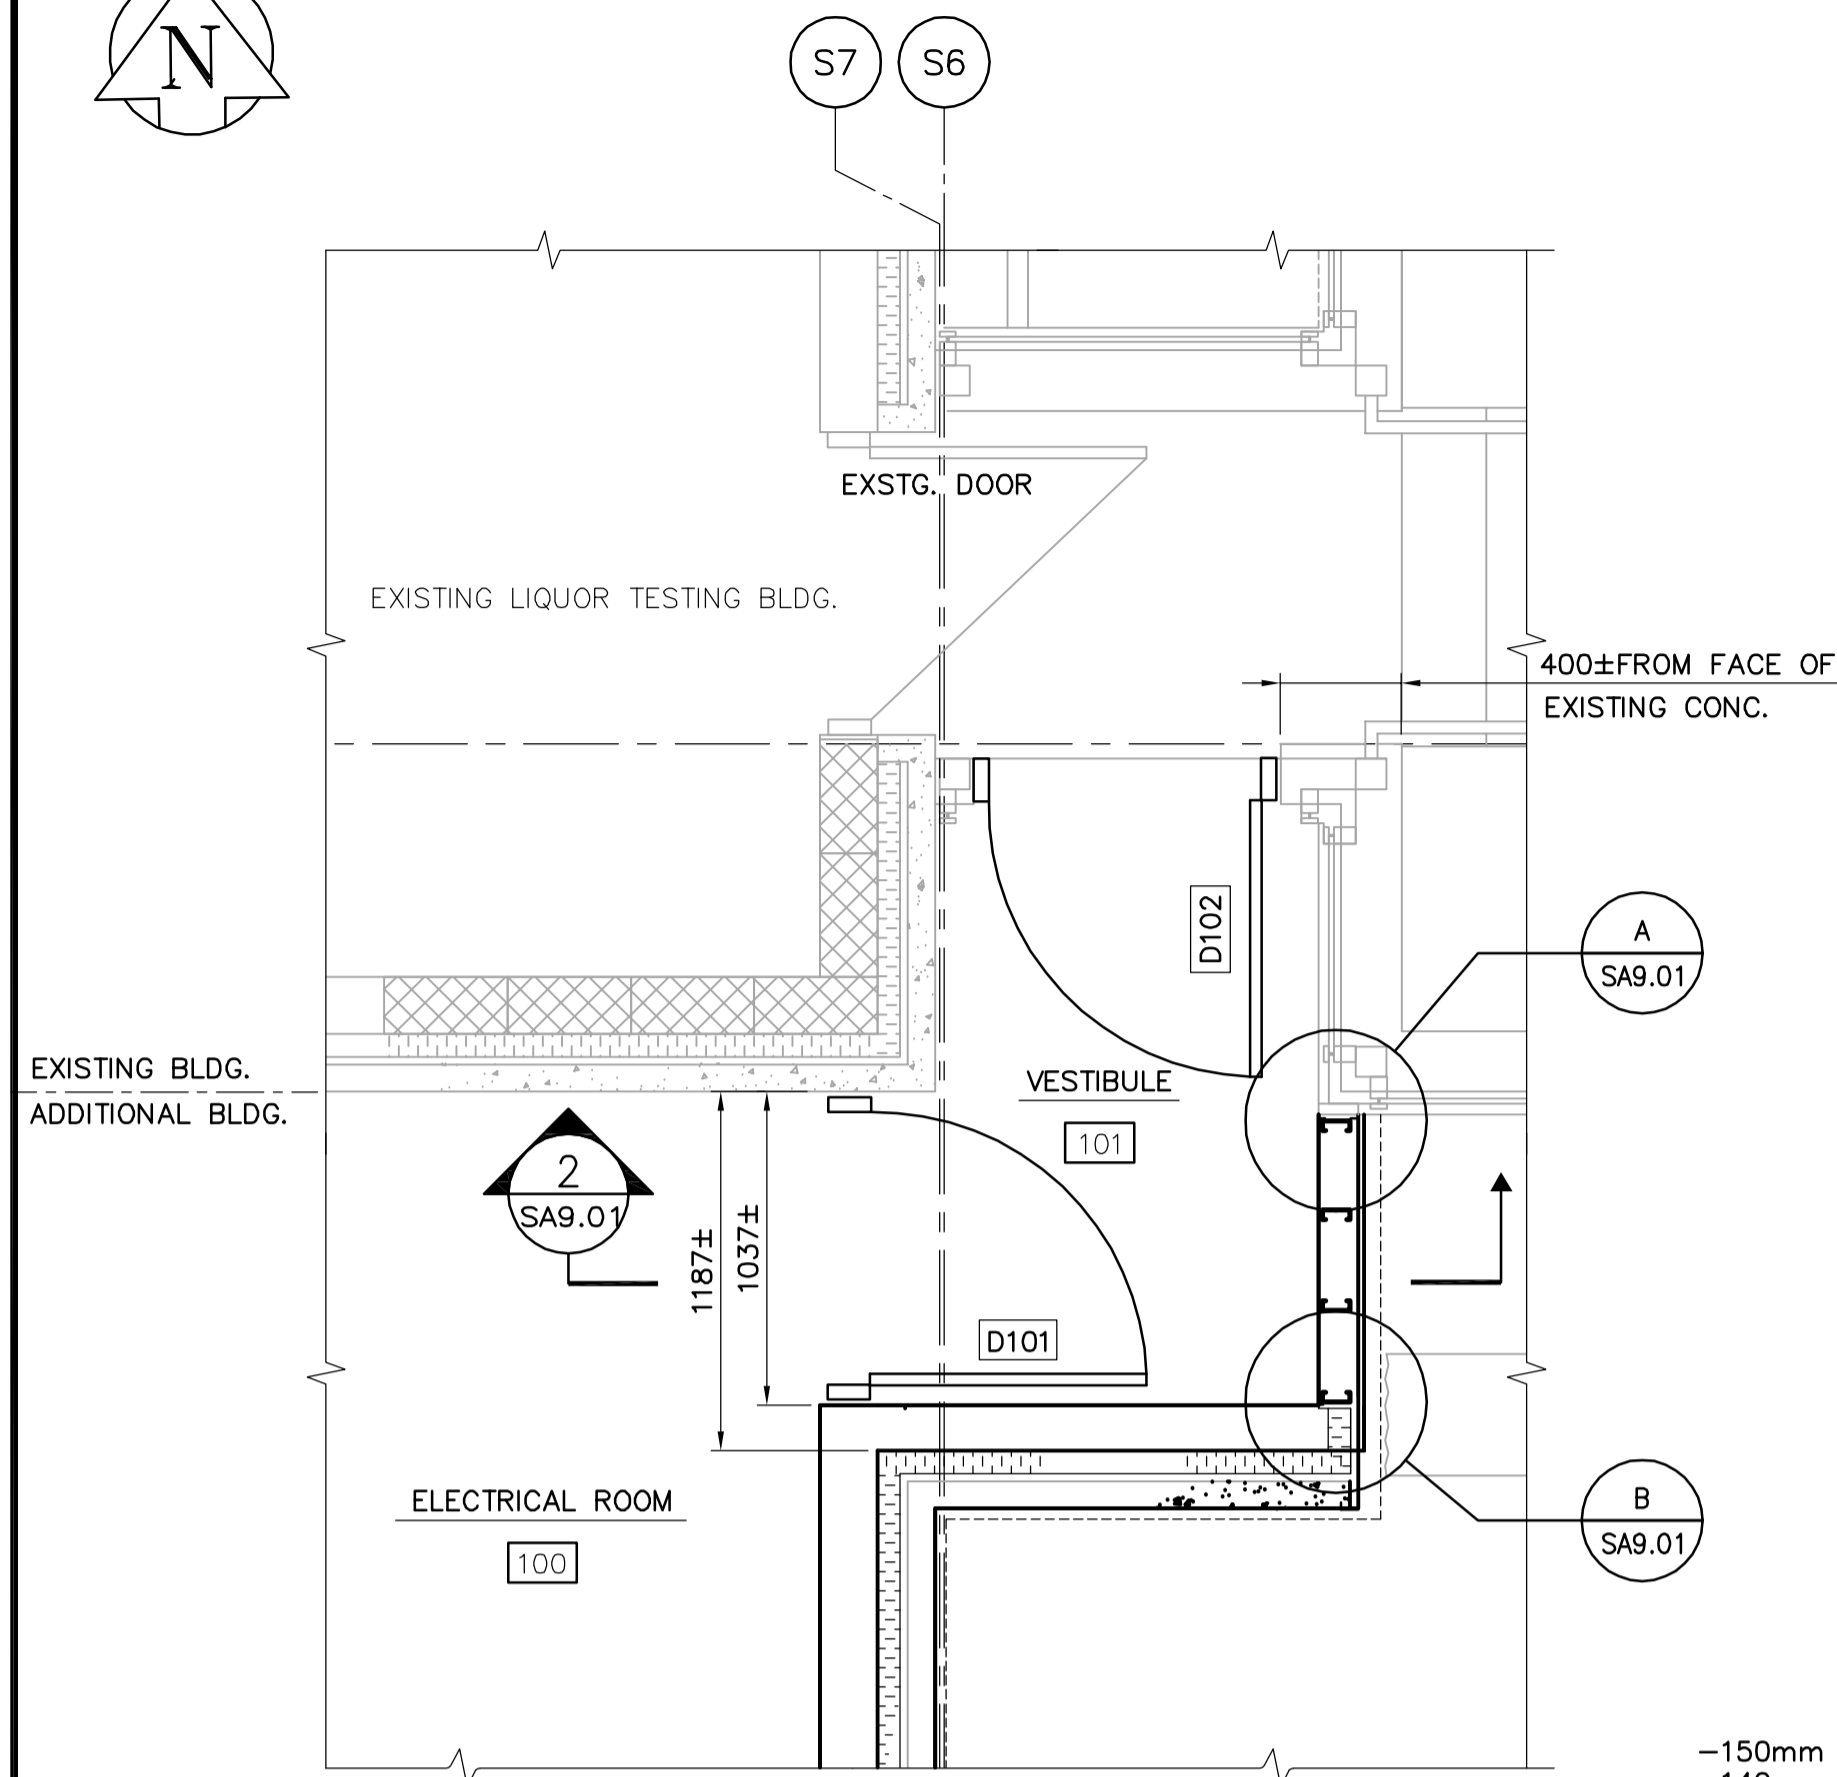 N
S7 S6
EXSTG. DOOR
EXISTING LIQUOR TESTING BLDG.
400±FROM FACE OF
EXISTING CONC.
D102
A
SA9.01
EXISTING BLDG.
ADDITIONAL BLDG.
VESTIBULE
101
2
SA9.01
1187±
1037±
D101
ELECTRICAL ROOM
100
B
SA9.01
-150mm